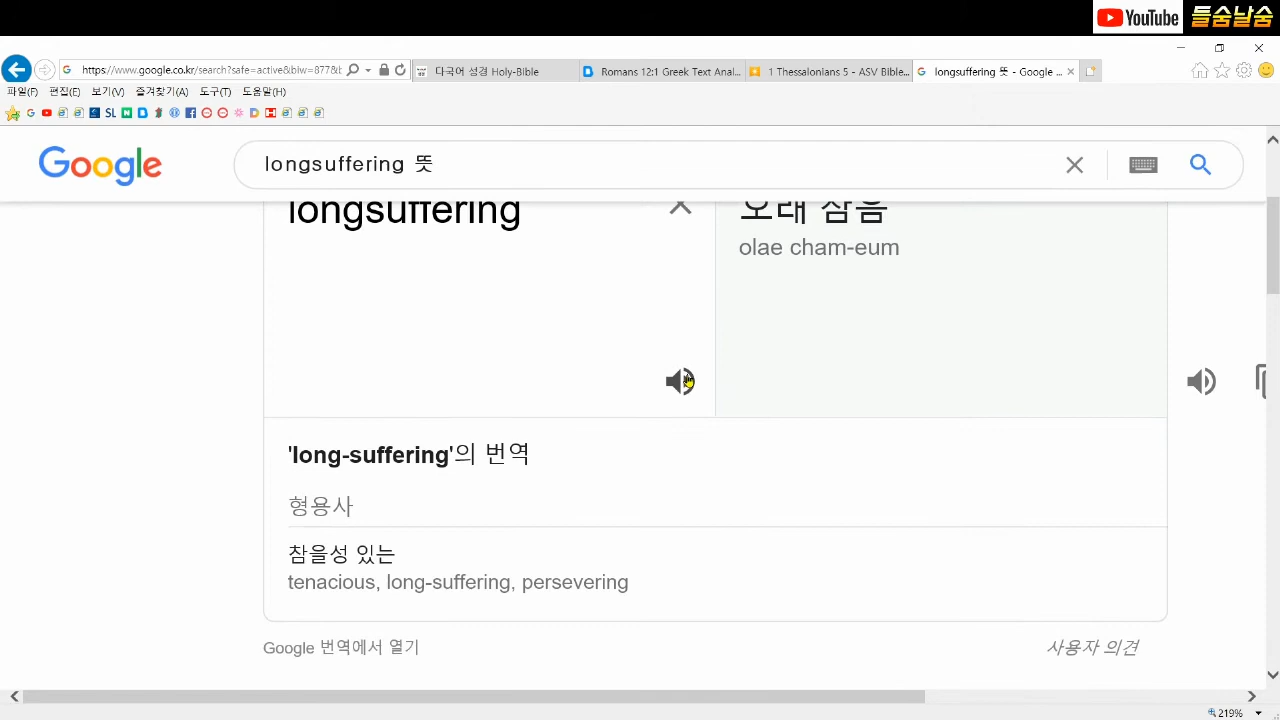 YouTube 들숨날숨
https://www.google.co.kr/search?safe=active&biw=877&b
다국어 성경 Holy-Bible
Romans 12:1 Greek Text Anal...
1 Thessalonians 5 - ASV Bible...
longsuffering 뜻 - Google ...
파일(F) 편집(E) 보기(V) 즐겨찾기(A) 도구(T) 도움말(H)
Google
longsuffering 뜻
longsuffering
오래 참음
olae cham-eum
'long-suffering'의 번역
형용사
참을성 있는
tenacious, long-suffering, persevering
Google 번역에서 열기
사용자 의견
219%